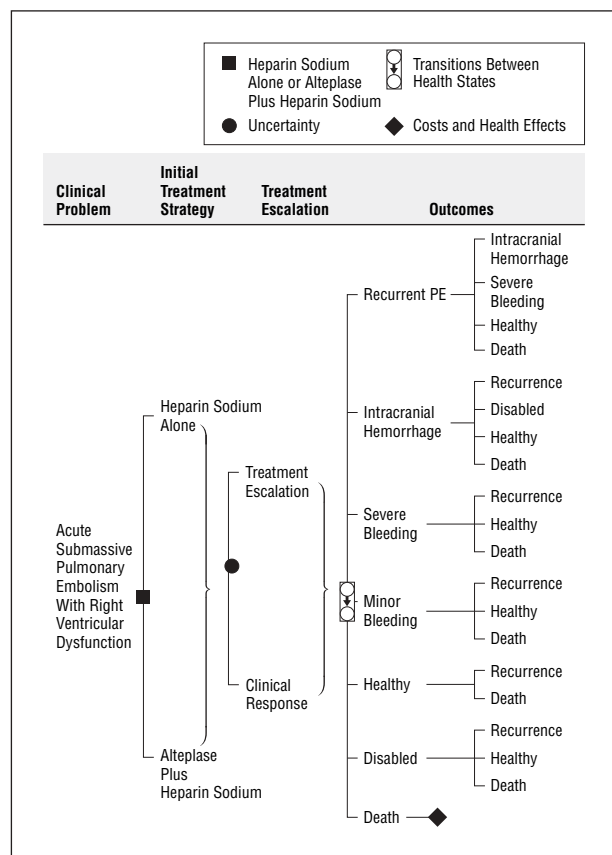 Heparin Sodium
Alone or Alteplase
Plus Heparin Sodium
Transitions Between
Health States
Uncertainty
Costs and Health Effects
Clinical
Problem
Initial
Treatment
Strategy
Treatment
Escalation
Outcomes
Acute
Submassive
Pulmonary
Embolism
With Right
Ventricular
Dysfunction
Heparin Sodium
Alone
Alteplase
Plus
Heparin Sodium
Treatment
Escalation
Clinical
Response
Recurrent PE
Intracranial
Hemorrhage
Severe
Bleeding
Healthy
Death
Intracranial
Hemorrhage
Recurrence
Disabled
Healthy
Death
Severe
Bleeding
Recurrence
Healthy
Death
Minor
Bleeding
Recurrence
Healthy
Death
Healthy
Recurrence
Death
Disabled
Recurrence
Healthy
Death
Death